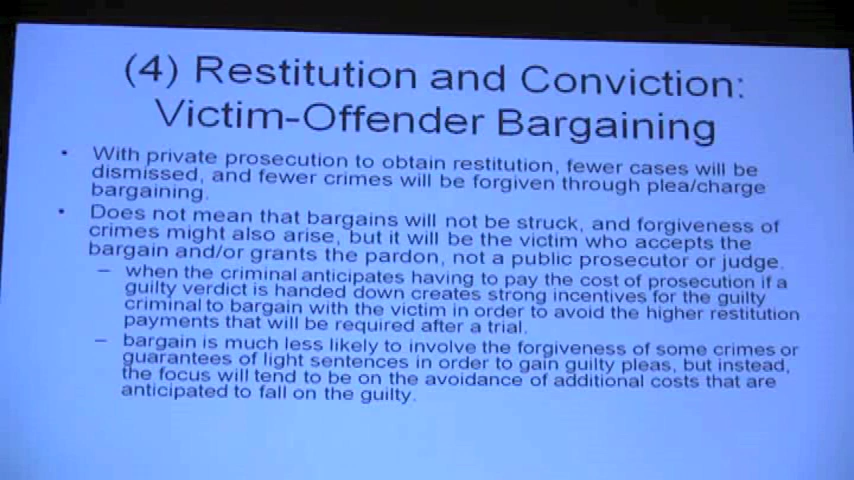 (4) Restitution and Conviction:
Victim-Offender Bargaining
• With private prosecution to obtain restitution, fewer cases will be
dismissed, and fewer crimes will be forgiven through plea/charge
bargaining.
• Does not mean that bargains will not be struck, and forgiveness of
crimes might also arise, but it will be the victim who accepts the
bargain and/or grants the pardon, not a public prosecutor or judge.
– when the criminal anticipates having to pay the cost of prosecution if a
guilty verdict is handed down creates strong incentives for the guilty
criminal to bargain with the victim in order to avoid the higher restitution
payments that will be required after a trial.
– bargain is much less likely to involve the forgiveness of some crimes or
guarantees of light sentences in order to gain guilty pleas, but instead,
the focus will tend to be on the avoidance of additional costs that are
anticipated to fall on the guilty.